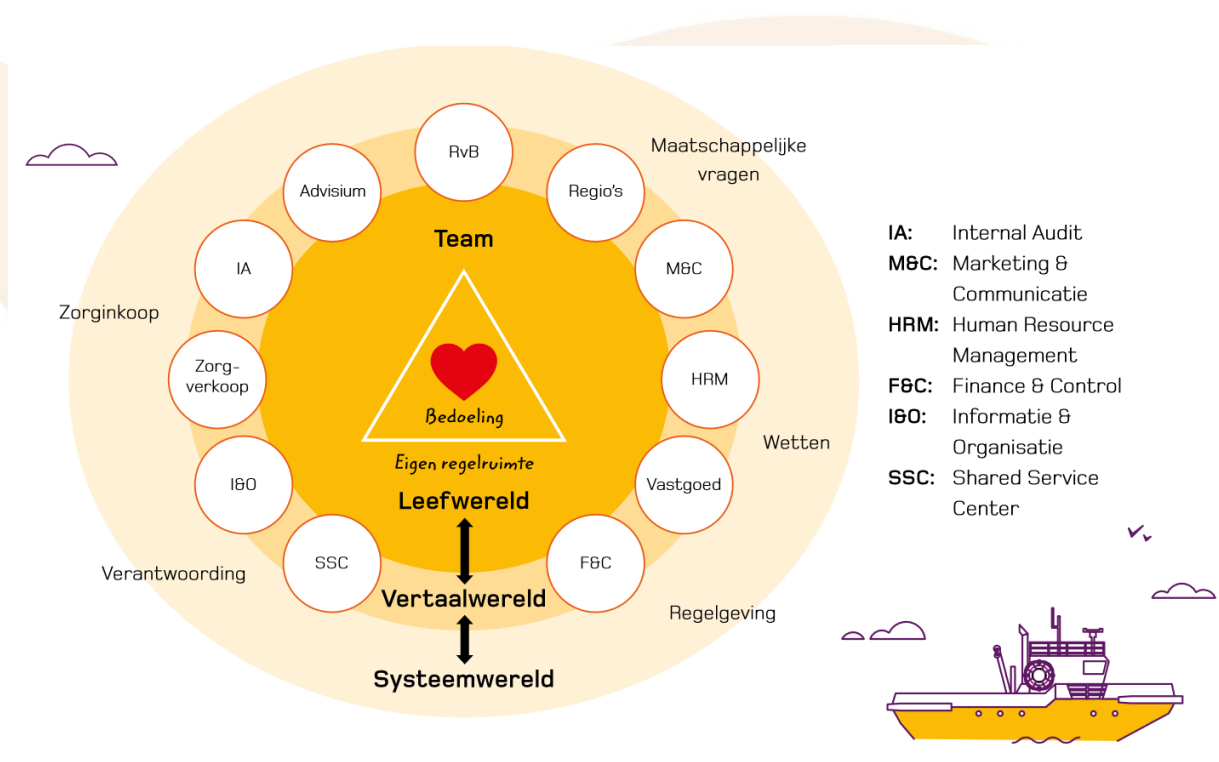 RvB
Advisium
Regio's
Maatschappelijke
vragen
Team
IA
M&C
Zorginkoop
Zorg-
verkoop
HRM
Bedoeling
Wetten
Eigen regelruimte
I&O
Vastgoed
Leefwereld
SSC
F&C
Verantwoording
Vertaalwereld
Regelgeving
Systeemwereld
IA: Internal Audit
M&C: Marketing &
Communicatie
HRM: Human Resource
Management
F&C: Finance & Control
I&O: Informatie &
Organisatie
SSC: Shared Service
Center